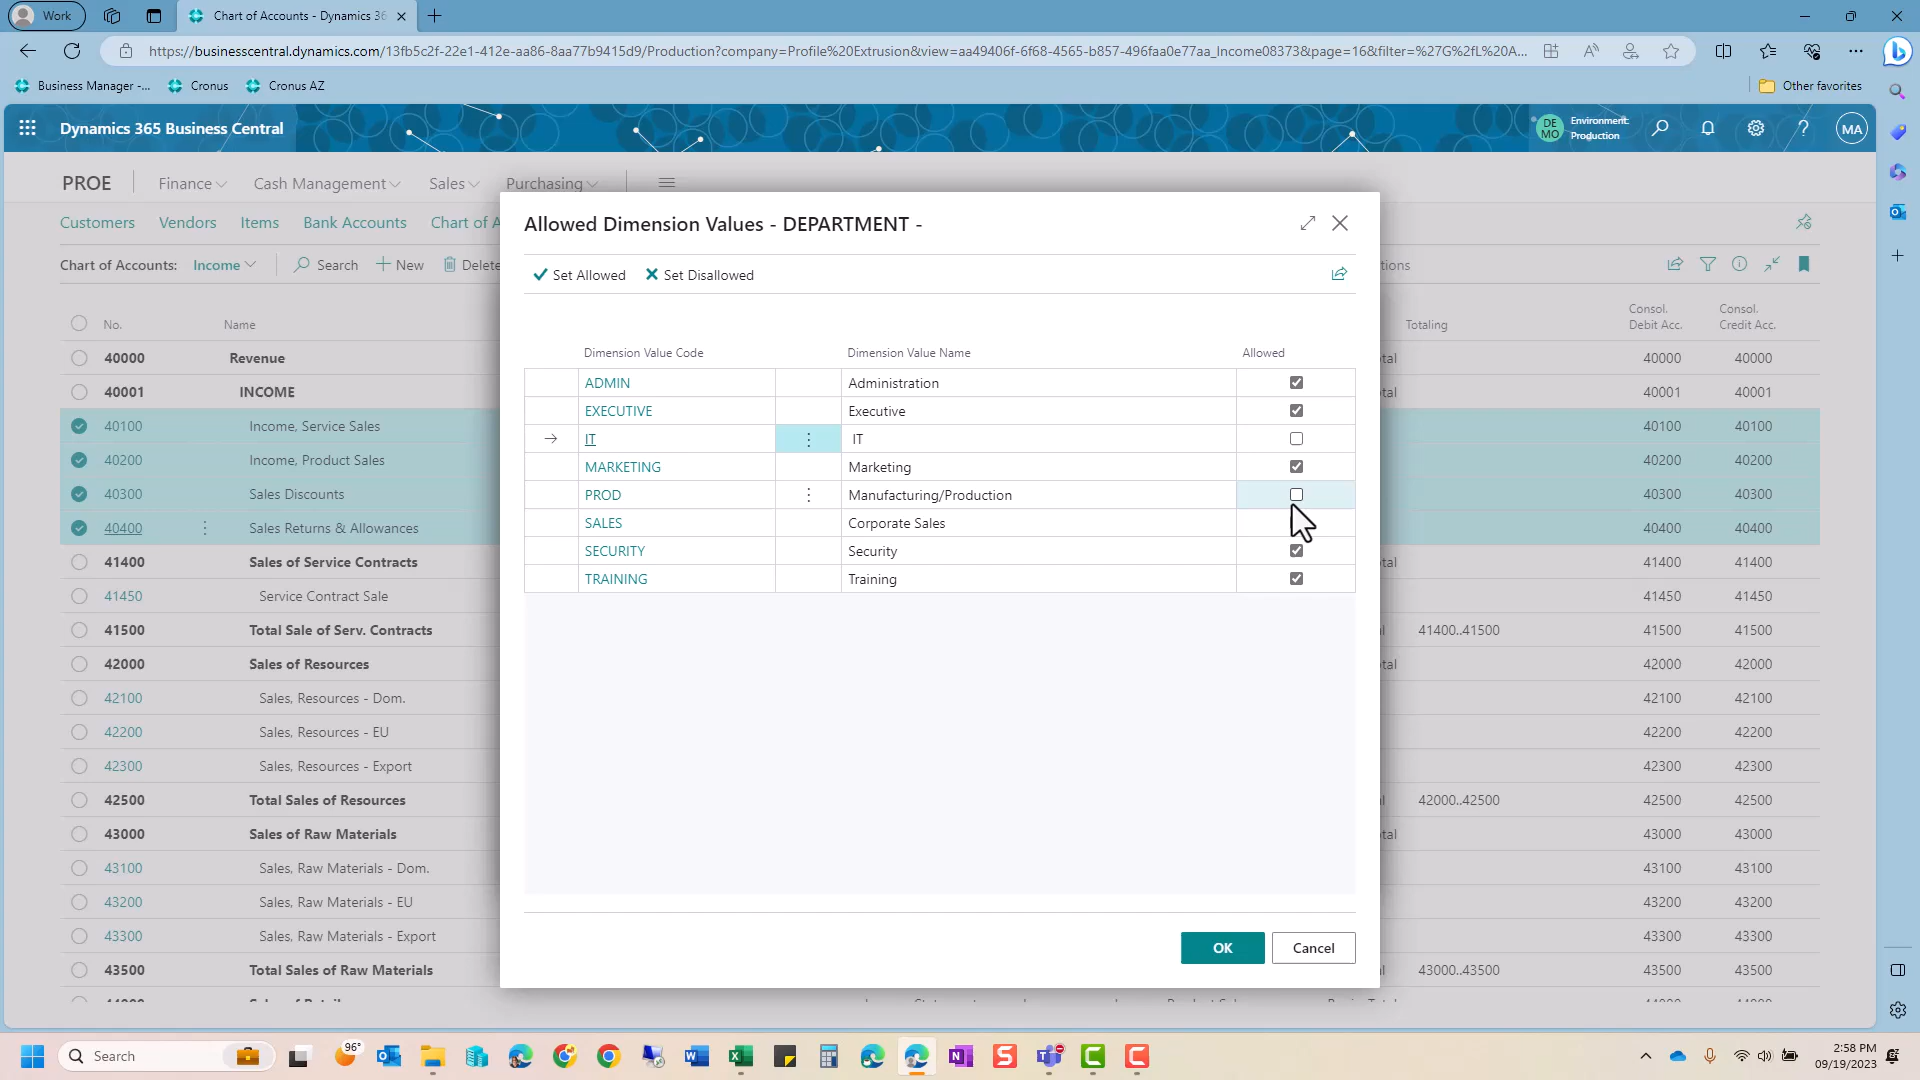 Work
Chart of Accounts - Dynamics 36
https://businesscentral.dynamics.com/13fb5c2f-22e1-412e-aa86-8aa77b9415d9/Production?company=Profile%20Extrusion&view=aa49406f-6f68-4565-b857-496faa0e77aa_Income08373&page=16&filter=%27G%2fL%20A...
Business Manager -...
Cronus
Cronus AZ
Other favorites
Dynamics 365 Business Central
DE MO
Environment: Production
MA
PROE
Finance
Cash Management
Sales
Purchasing
Customers
Vendors
Items
Bank Accounts
Chart of A
Chart of Accounts:
Income
Search
New
Delete
tions
No.
Name
Totaling
Consol. Debit Acc.
Consol. Credit Acc.
40000 Revenue tal 40000 40000
40001 INCOME tal 40001 40001
40100 Income, Service Sales 40100 40100
40200 Income, Product Sales 40200 40200
40300 Sales Discounts 40300 40300
40400 Sales Returns & Allowances 40400 40400
41400 Sales of Service Contracts tal 41400 41400
41450 Service Contract Sale 41450 41450
41500 Total Sale of Serv. Contracts l 41400..41500 41500 41500
42000 Sales of Resources tal 42000 42000
42100 Sales, Resources - Dom. 42100 42100
42200 Sales, Resources - EU 42200 42200
42300 Sales, Resources - Export 42300 42300
42500 Total Sales of Resources l 42000..42500 42500 42500
43000 Sales of Raw Materials tal 43000 43000
43100 Sales, Raw Materials - Dom. 43100 43100
43200 Sales, Raw Materials - EU 43200 43200
43300 Sales, Raw Materials - Export 43300 43300
43500 Total Sales of Raw Materials l 43000..43500 43500 43500
Allowed Dimension Values - DEPARTMENT -
Set Allowed
Set Disallowed
Dimension Value Code
Dimension Value Name
Allowed
ADMIN Administration
EXECUTIVE Executive
IT IT
MARKETING Marketing
PROD Manufacturing/Production
SALES Corporate Sales
SECURITY Security
TRAINING Training
OK
Cancel
Search
96°
2:58 PM
09/19/2023